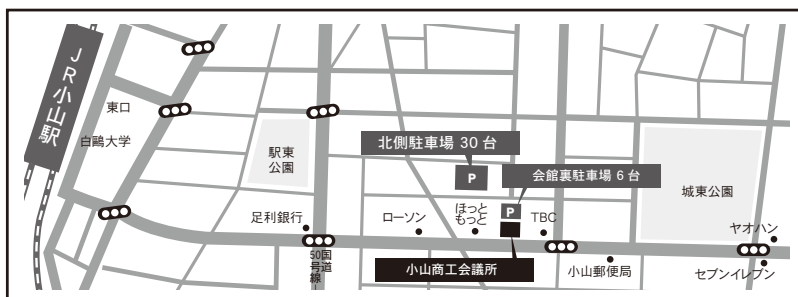 JR小山駅
東口
白鷗大学
駅東
公園
北側駐車場 30 台
P
会館裏駐車場 6 台
P
城東公園
足利銀行
ローソン
ほっと
もっと
TBC
ヤオハン
国道
50号線
小山商工会議所
小山郵便局
セブンイレブン